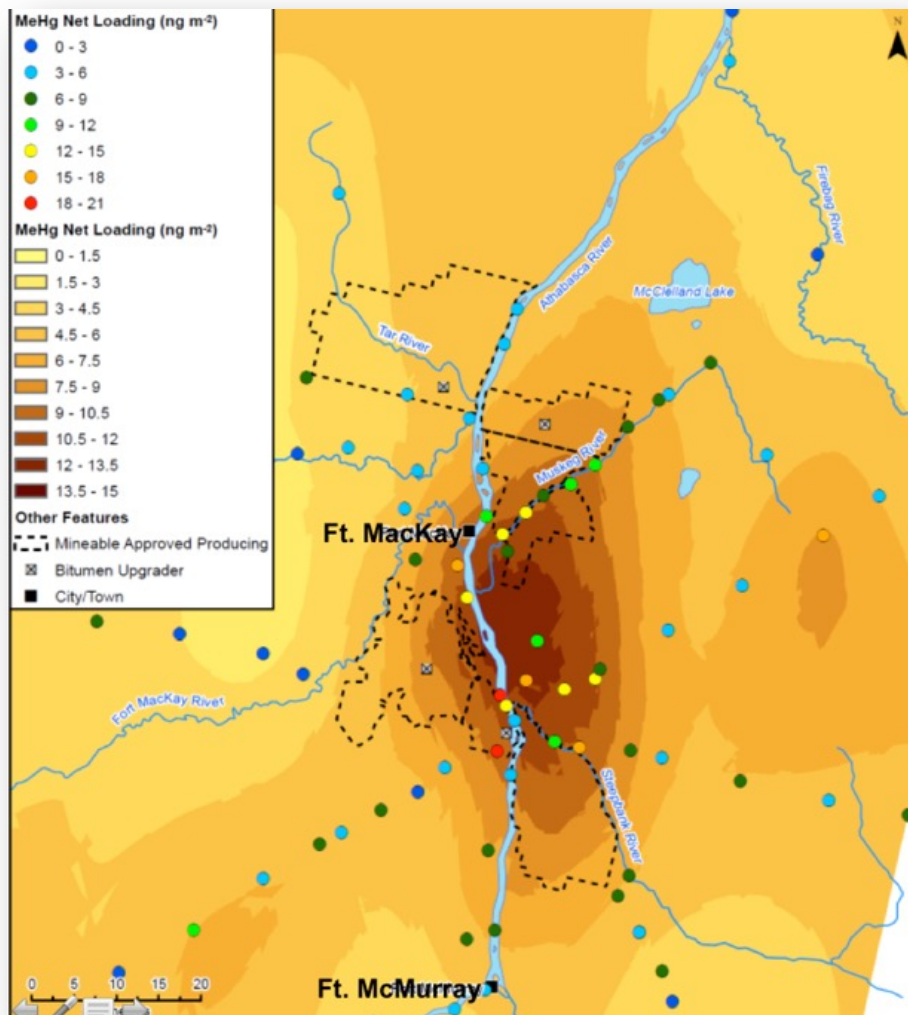 MeHg Net Loading (ng m⁻²)
0 - 3
3 - 6
6 - 9
9 - 12
12 - 15
15 - 18
18 - 21
MeHg Net Loading (ng m⁻²)
0 - 1.5
1.5 - 3
3 - 4.5
4.5 - 6
6 - 7.5
7.5 - 9
9 - 10.5
10.5 - 12
12 - 13.5
13.5 - 15
Other Features
Mineable Approved Producing
Bitumen Upgrader
City/Town
N
Firebag River
Athabasca River
McClelland Lake
Tar River
Muskeg River
Ft. MacKay
Fort MacKay River
Steepbank River
Ft. McMurray
0 5 10 15 20